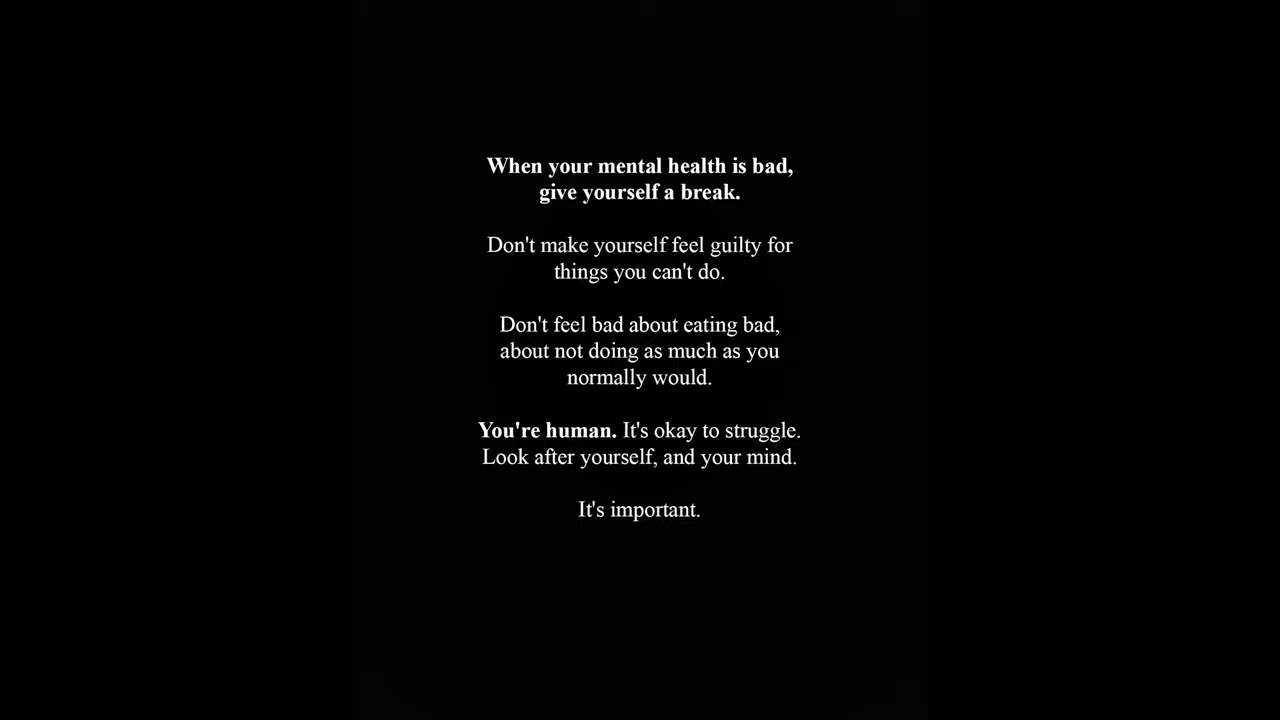 When your mental health is bad,
give yourself a break.
Don't make yourself feel guilty for
things you can't do.
Don't feel bad about eating bad,
about not doing as much as you
normally would.
You're human. It's okay to struggle.
Look after yourself, and your mind.
It's important.